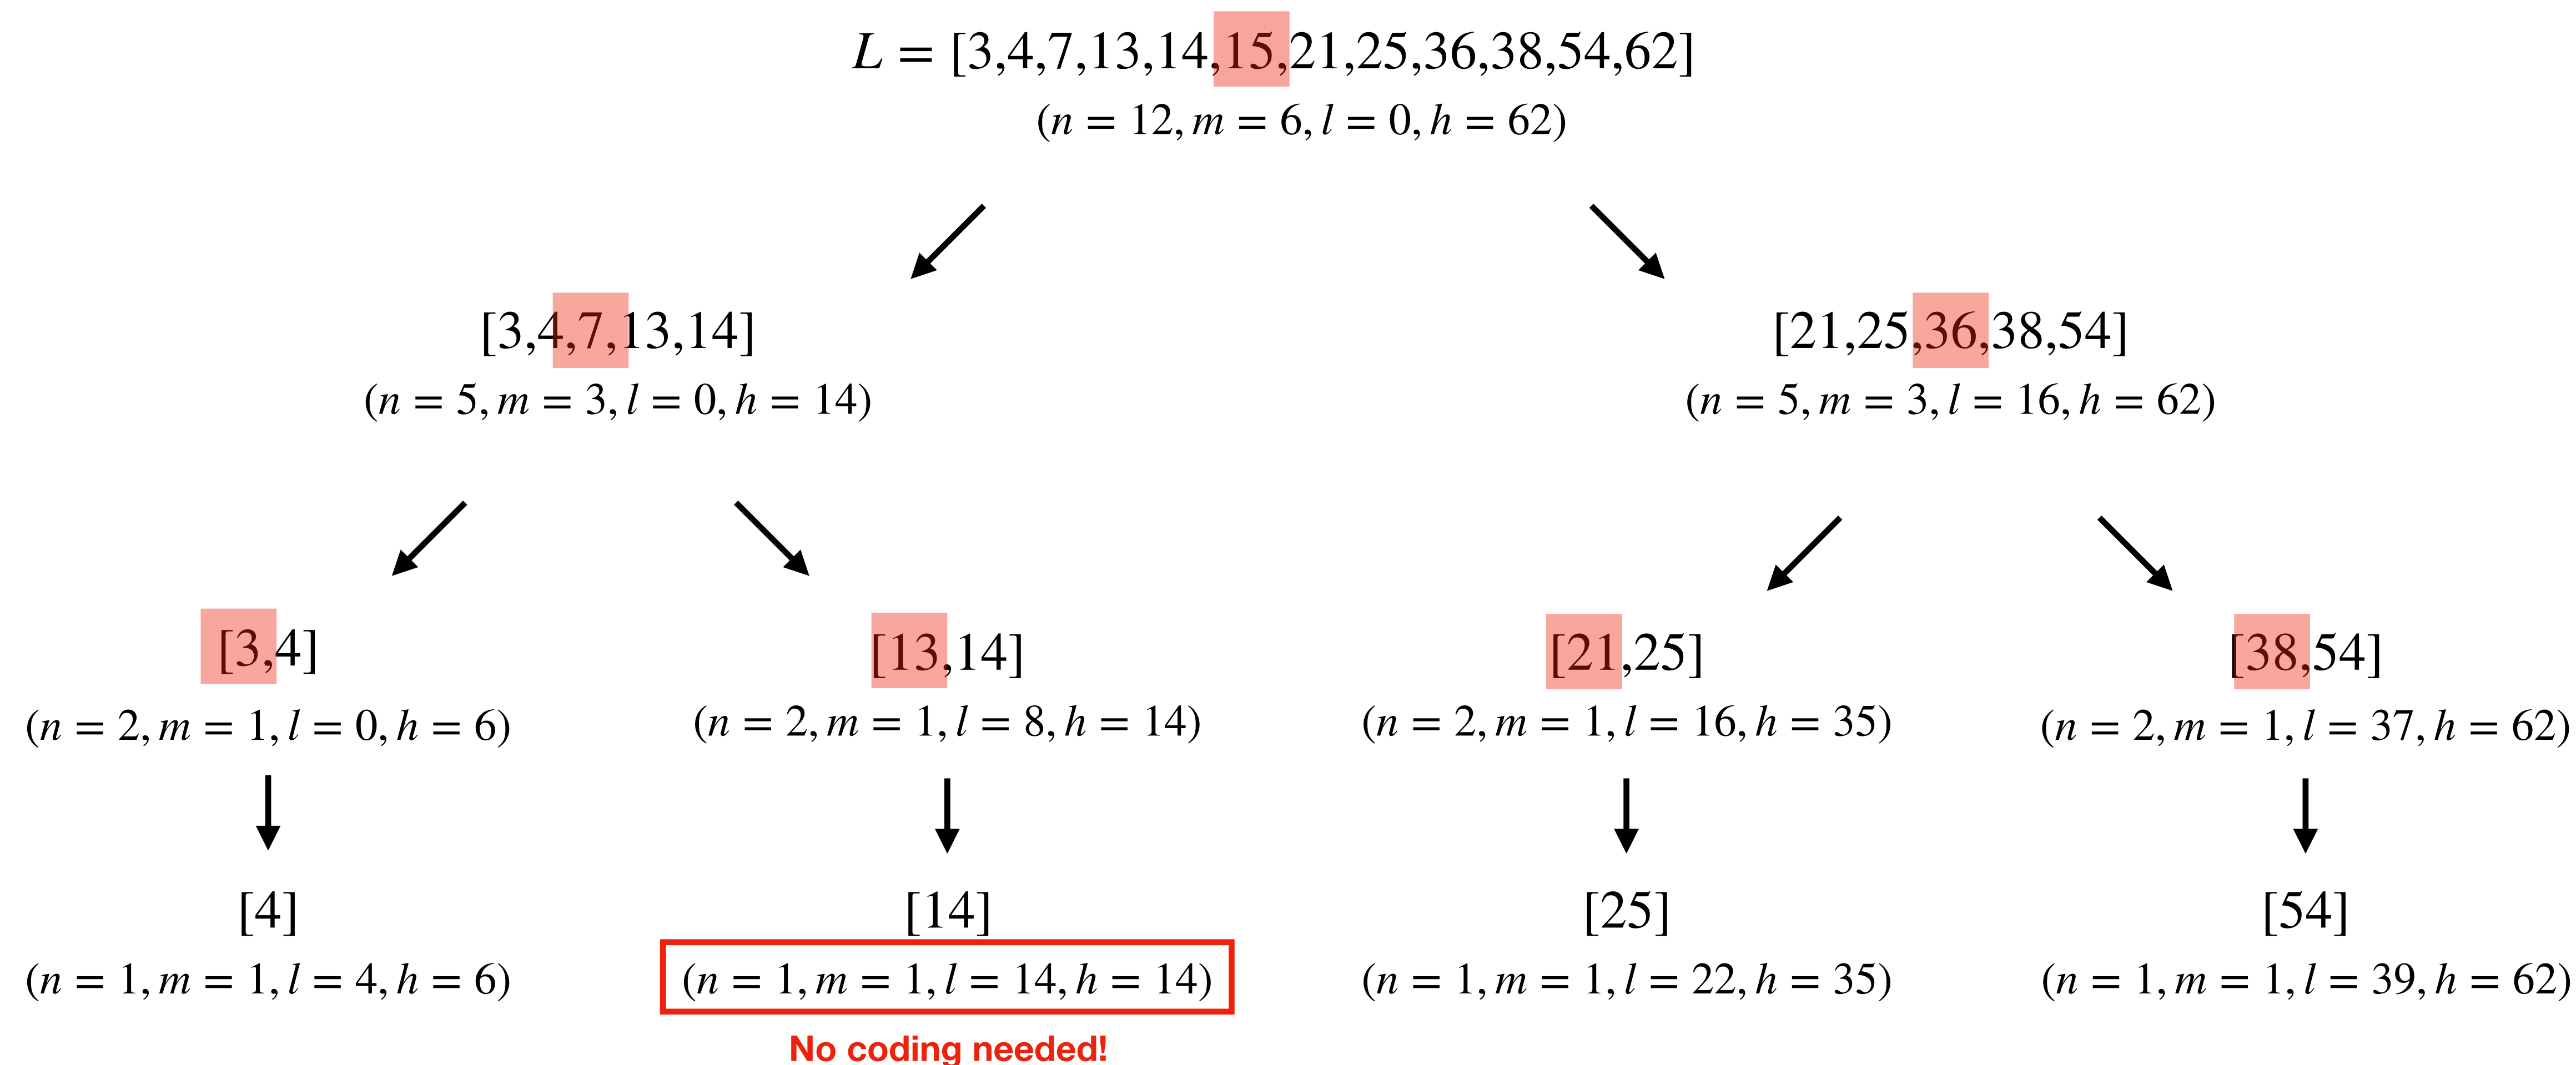 L = [3,4,7,13,14,15,21,25,36,38,54,62]
(n = 12, m = 6, l = 0, h = 62)
[3,4,7,13,14]
(n = 5, m = 3, l = 0, h = 14)
[21,25,36,38,54]
(n = 5, m = 3, l = 16, h = 62)
[3,4]
(n = 2, m = 1, l = 0, h = 6)
[13,14]
(n = 2, m = 1, l = 8, h = 14)
[21,25]
(n = 2, m = 1, l = 16, h = 35)
[38,54]
(n = 2, m = 1, l = 37, h = 62)
[4]
(n = 1, m = 1, l = 4, h = 6)
[14]
(n = 1, m = 1, l = 14, h = 14)
No coding needed!
[25]
(n = 1, m = 1, l = 22, h = 35)
[54]
(n = 1, m = 1, l = 39, h = 62)